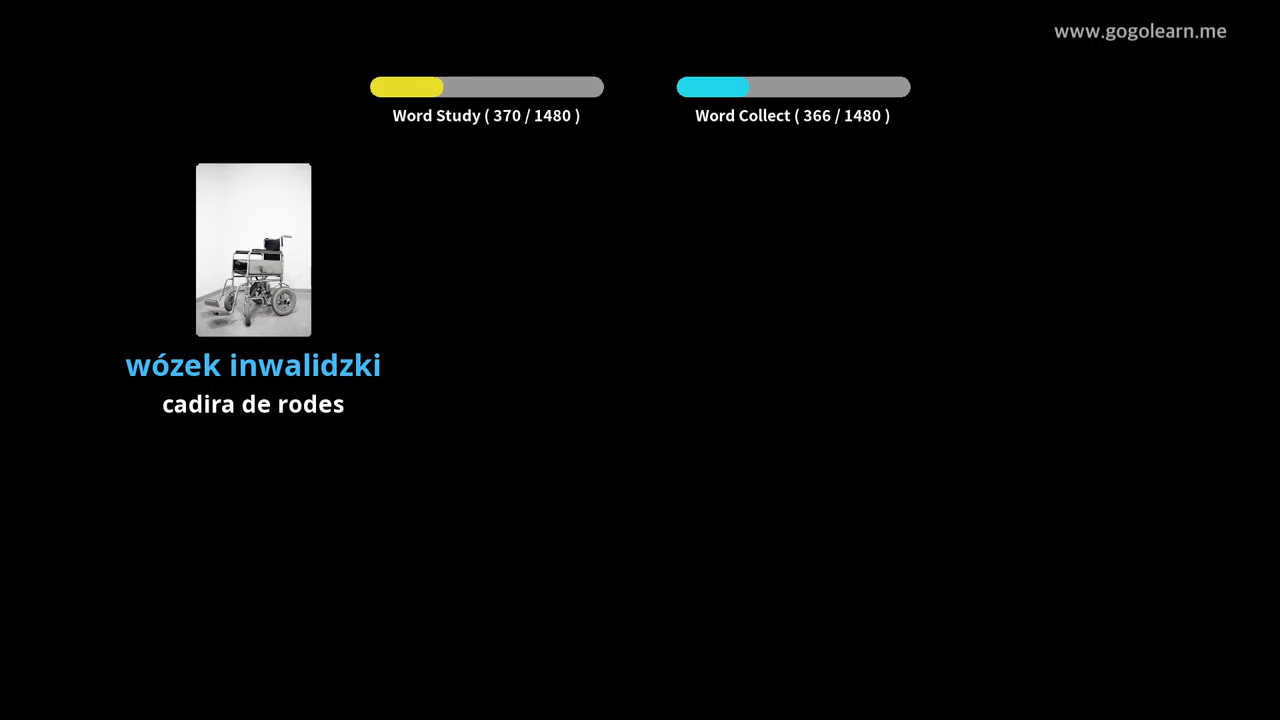 www.gogolearn.me
Word Study ( 370 / 1480 )
Word Collect ( 366 / 1480 )
wózek inwalidzki
cadira de rodes